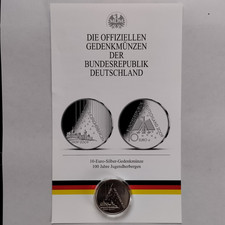 DIE OFFIZIELLEN
GEDENKMÜNZEN
DER
BUNDESREPUBLIK
DEUTSCHLAND
10-Euro-Silber-Gedenkmünze
100 Jahre Jugendherbergen